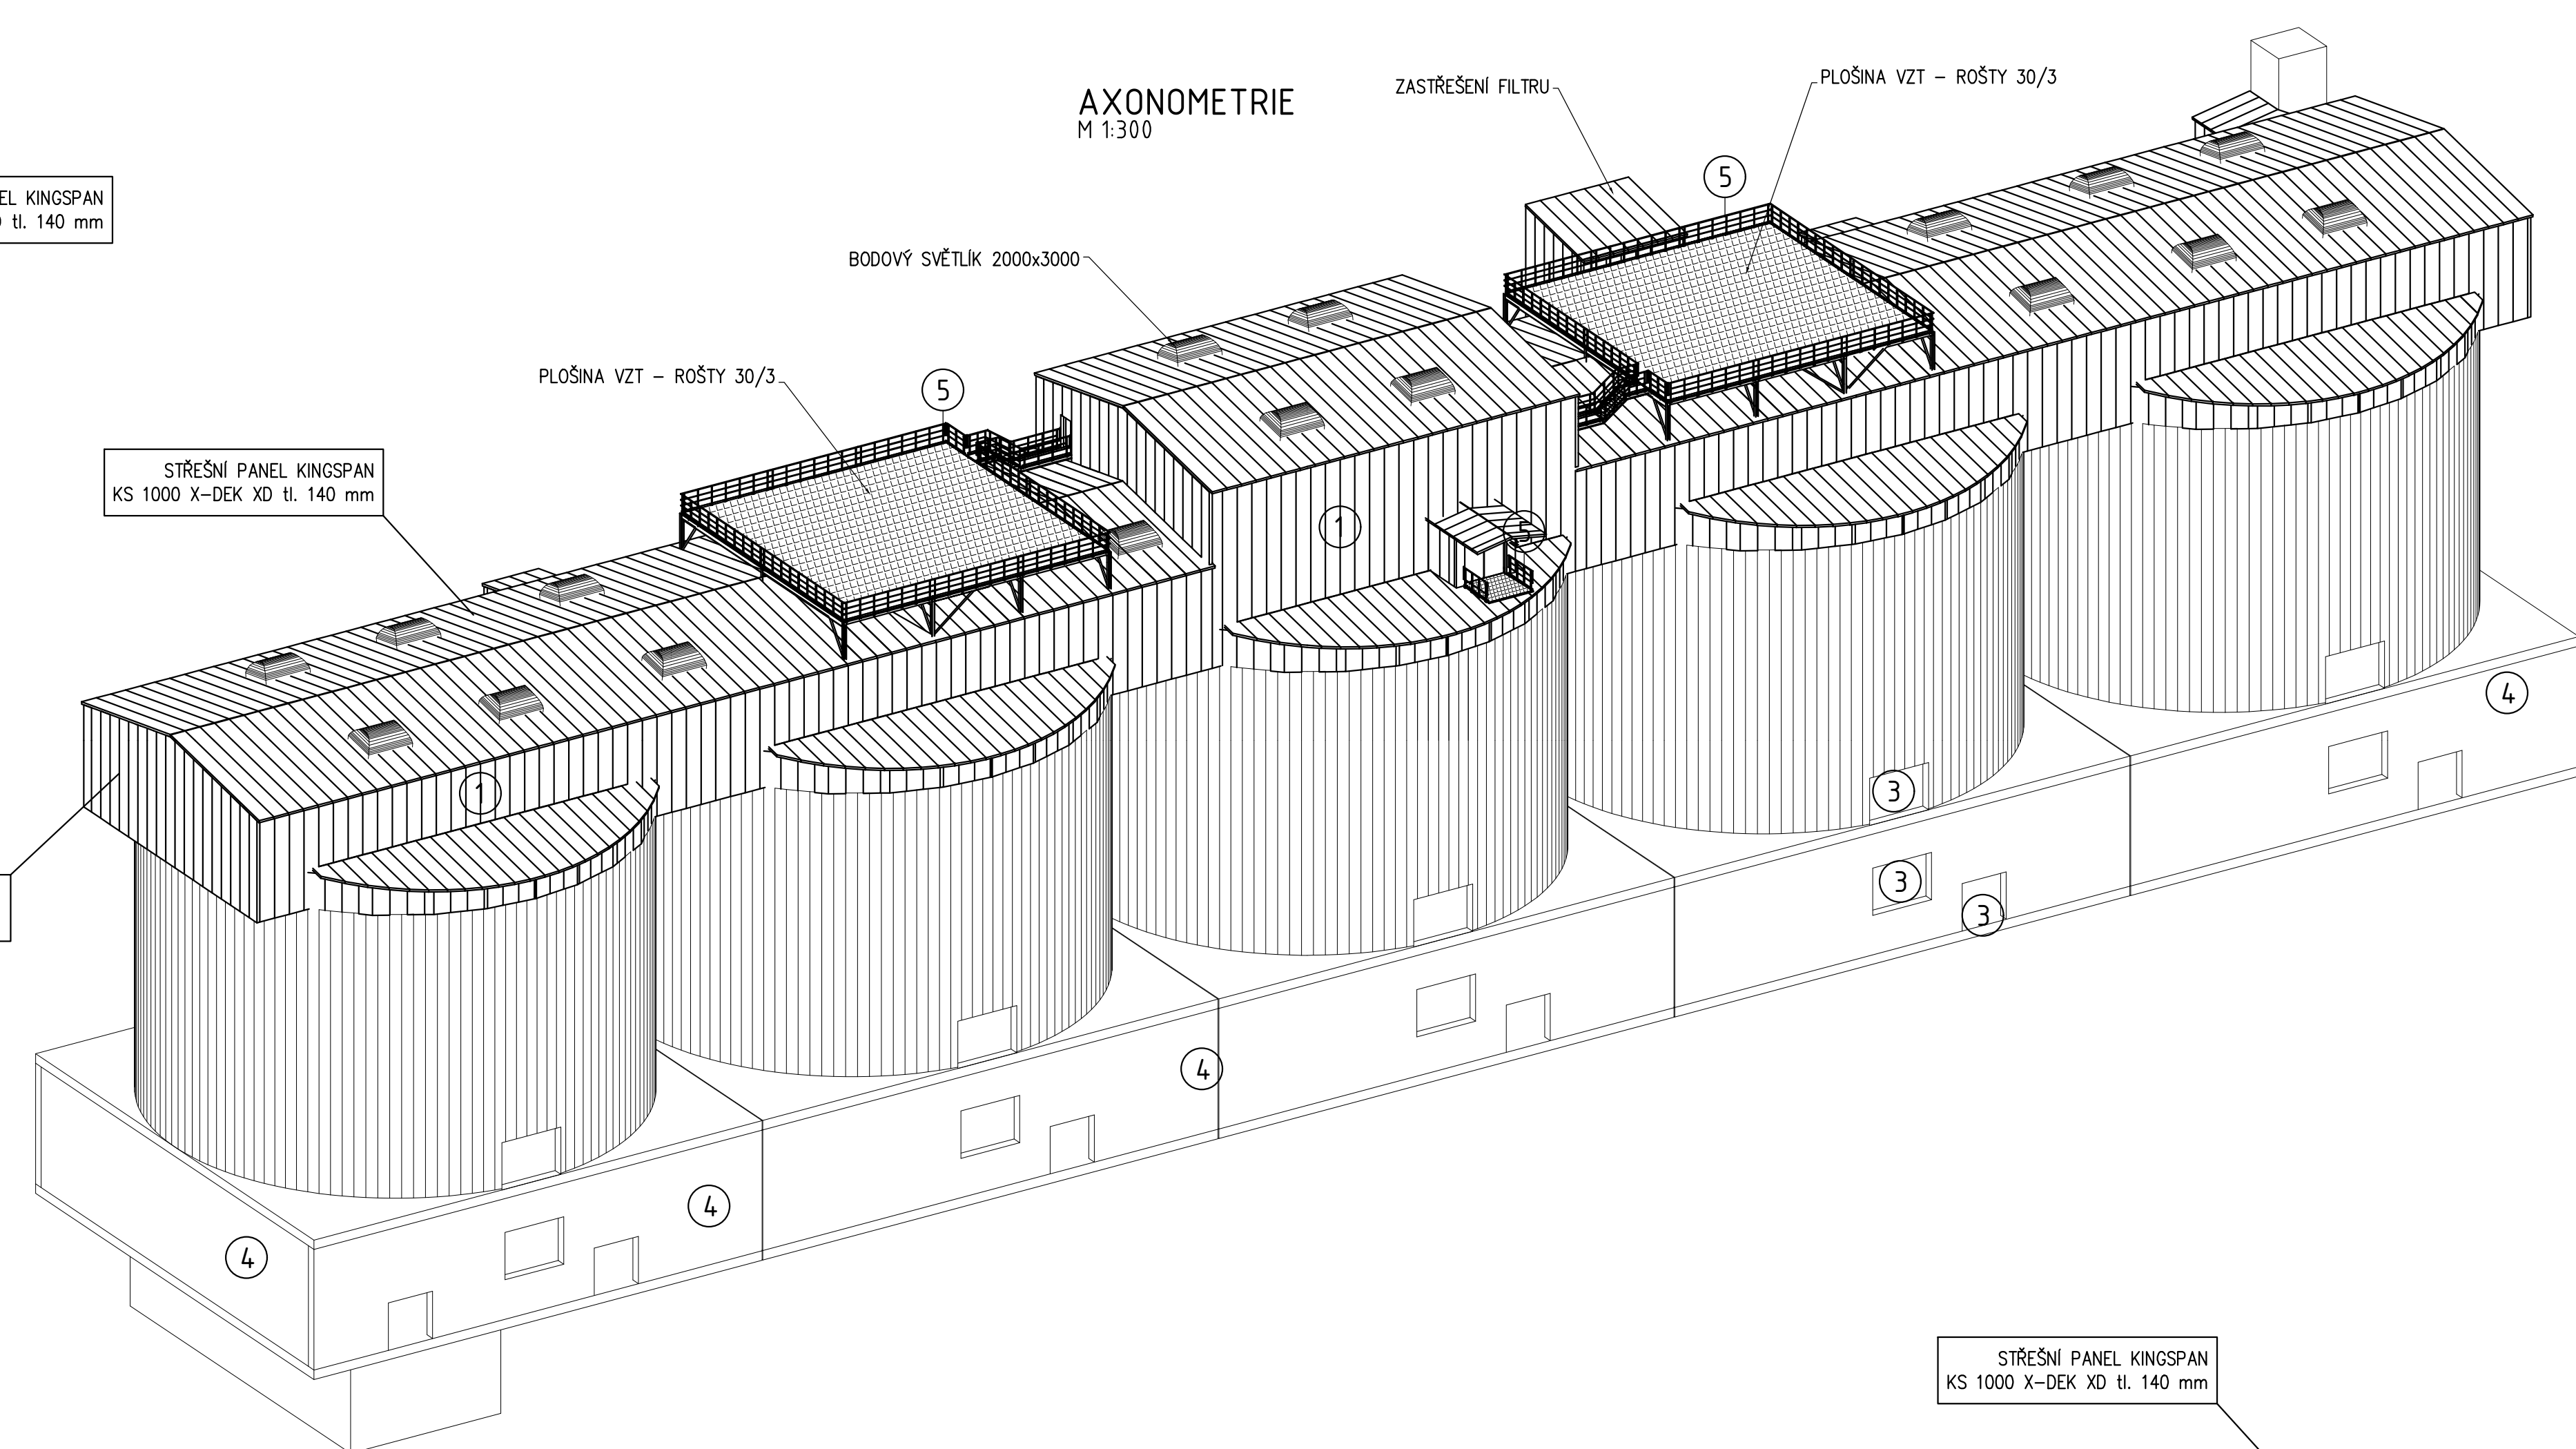 AXONOMETRIE
M 1:300
ZASTŘEŠENÍ FILTRU
PLOŠINA VZT – ROŠTY 30/3
5
KINGSPAN
tl. 140 mm
BODOVÝ SVĚTLÍK 2000x3000
PLOŠINA VZT – ROŠTY 30/3
5
STŘEŠNÍ PANEL KINGSPAN
KS 1000 X–DEK XD tl. 140 mm
1
5
4
1
3
3
3
4
4
4
STŘEŠNÍ PANEL KINGSPAN
KS 1000 X–DEK XD tl. 140 mm